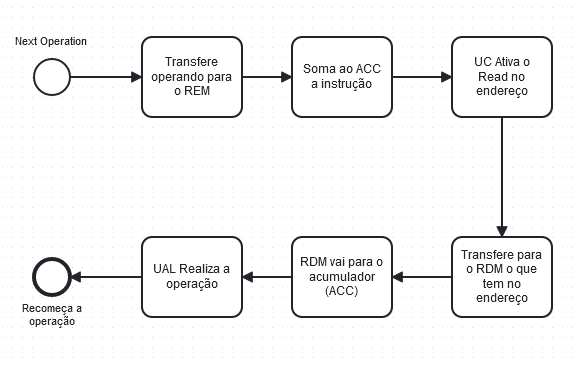 Next Operation
Transfere
operando para
o REM
Soma ao ACC
a instrução
UC Ativa o
Read no
endereço
Transfere para
o RDM o que
tem no
endereço
RDM vai para o
acumulador
(ACC)
UAL Realiza a
operação
Recomeça a
operação